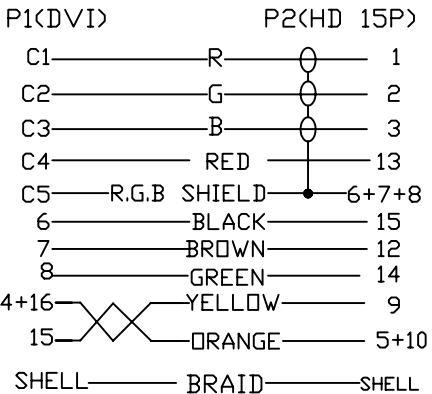 P1(DVI) P2(HD 15P)
C1 R 1
C2 G 2
C3 B 3
C4 RED 13
C5 R.G.B SHIELD 6+7+8
6 BLACK 15
7 BROWN 12
8 GREEN 14
4+16 YELLOW 9
15 ORANGE 5+10
SHELL BRAID SHELL